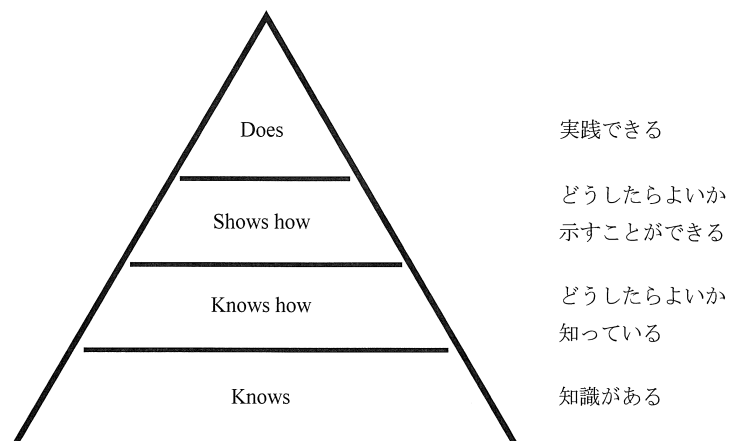 Does
実践できる
Shows how
どうしたらよいか
示すことができる
Knows how
どうしたらよいか
知っている
Knows
知識がある